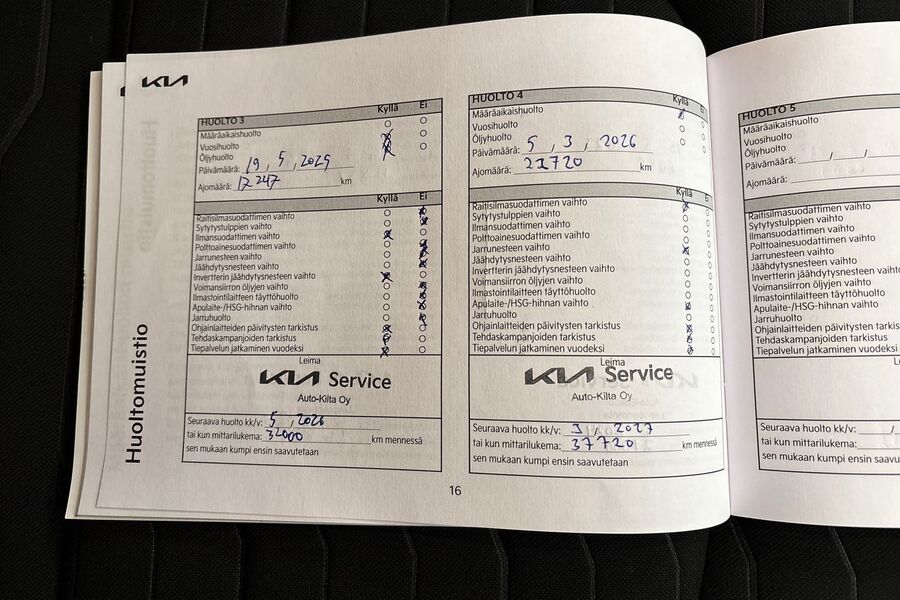 KIA
Huoltomuistio
HUOLTO 3 Kyllä Ei
Määräaikaishuolto
Vuosihuolto
Öljyhuolto
Päivämäärä: 19, 5, 2025
Ajomäärä: 17 247 km
Kyllä Ei
Raitisilmasuodattimen vaihto
Sytytystulppien vaihto
Ilmansuodattimen vaihto
Polttoainesuodattimen vaihto
Jarrunesteen vaihto
Jäähdytysnesteen vaihto
Invertterin jäähdytysnesteen vaihto
Voimansiirron öljyjen vaihto
Ilmastointilaitteen täyttöhuolto
Apulaite-/HSG-hihnan vaihto
Jarruhuolto
Ohjainlaitteiden päivitysten tarkistus
Tehdaskampanjoiden tarkistus
Tiepalvelun jatkaminen vuodeksi
Leima
KIA Service
Auto-Kilta Oy
Seuraava huolto kk/v: 5, 2026
tai kun mittarilukema: 32000 km mennessä
sen mukaan kumpi ensin saavutetaan
HUOLTO 4 Kyllä Ei
Määräaikaishuolto
Vuosihuolto
Öljyhuolto
Päivämäärä: 5, 3, 2026
Ajomäärä: 22720 km
Kyllä Ei
Raitisilmasuodattimen vaihto
Sytytystulppien vaihto
Ilmansuodattimen vaihto
Polttoainesuodattimen vaihto
Jarrunesteen vaihto
Jäähdytysnesteen vaihto
Invertterin jäähdytysnesteen vaihto
Voimansiirron öljyjen vaihto
Ilmastointilaitteen täyttöhuolto
Apulaite-/HSG-hihnan vaihto
Jarruhuolto
Ohjainlaitteiden päivitysten tarkistus
Tehdaskampanjoiden tarkistus
Tiepalvelun jatkaminen vuodeksi
Leima
KIA Service
Auto-Kilta Oy
Seuraava huolto kk/v: 3, 2027
tai kun mittarilukema: 37720 km mennessä
sen mukaan kumpi ensin saavutetaan
16
HUOLTO 5
Määräaikaishuolto
Vuosihuolto
Öljyhuolto
Päivämäärä: / /
Ajomäärä:
Raitisilmasuodattimen vaihto
Sytytystulppien vaihto
Ilmansuodattimen vaihto
Polttoainesuodattimen vaihto
Jarrunesteen vaihto
Jäähdytysnesteen vaihto
Invertterin jäähdytysnesteen
Voimansiirron öljyjen vaihto
Ilmastointilaitteen täyttöhuolto
Apulaite-/HSG-hihnan vaihto
Jarruhuolto
Ohjainlaitteiden päivitysten
Tehdaskampanjoiden tarkistus
Tiepalvelun jatkaminen vuodeksi
Seuraava huolto kk/v: /
tai kun mittarilukema:
sen mukaan kumpi ensin saavu